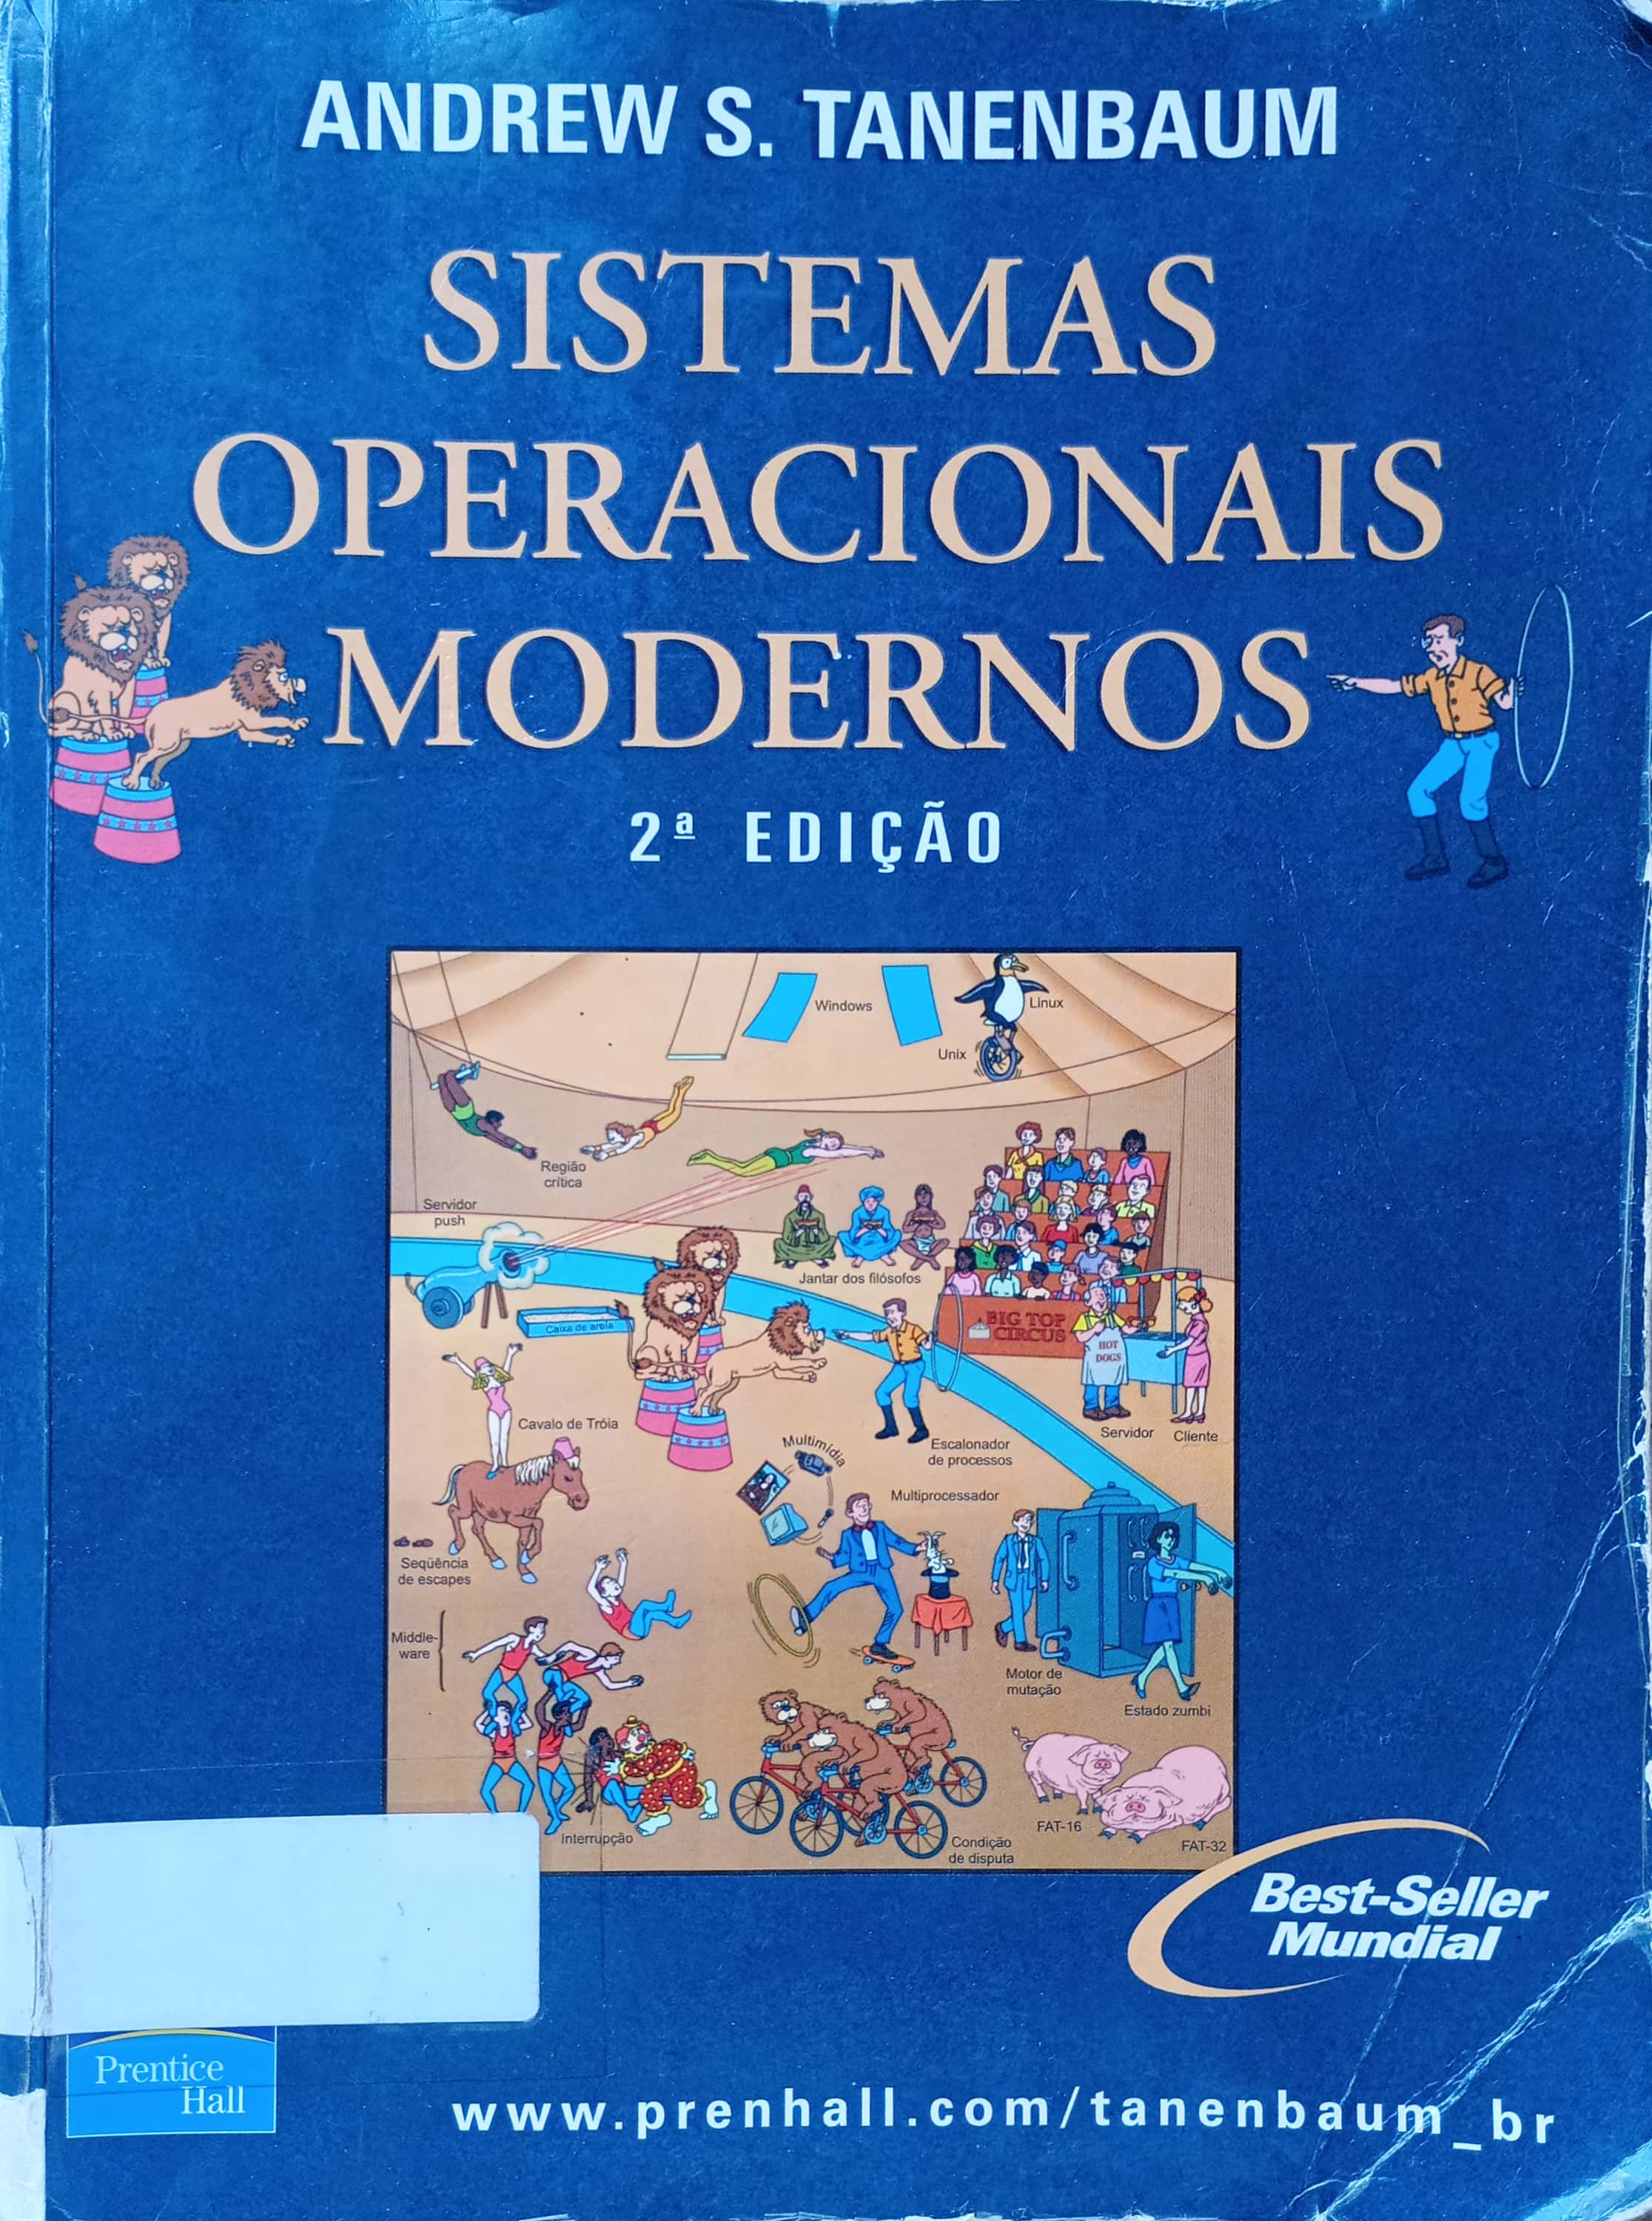 ANDREW S. TANENBAUM
SISTEMAS
OPERACIONAIS
MODERNOS
2ª EDIÇÃO
Windows
Linux
Unix
Região
crítica
Servidor
push
Jantar dos filósofos
Caixa de areia
BIG TOP
CIRCUS
HOT
DOGS
Cavalo de Tróia
Servidor
Cliente
Escalonador
de processos
Multimídia
Multiprocessador
Seqüência
de escapes
Middle-
ware
Motor de
mutação
Estado zumbi
Interrupção
Condição
de disputa
FAT-16
FAT-32
Best-Seller
Mundial
Prentice
Hall
www.prenhall.com/tanenbaum_br